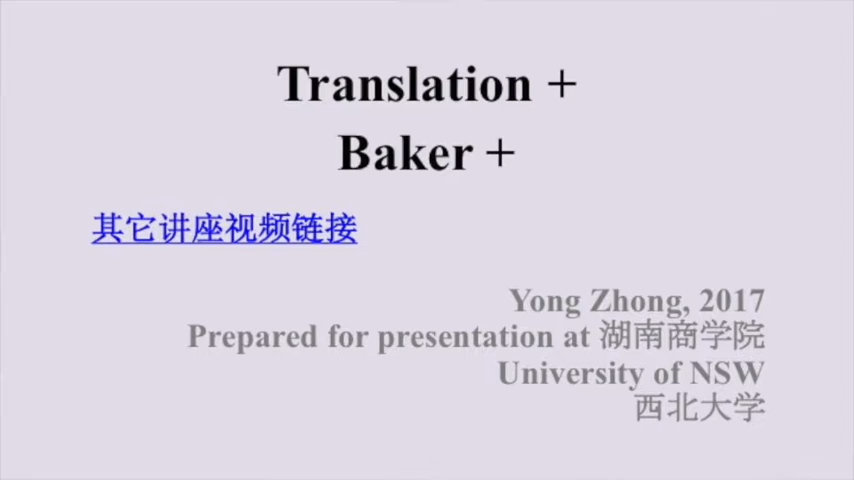 Translation +
Baker +
其它讲座视频链接
Yong Zhong, 2017
Prepared for presentation at 湖南商学院
University of NSW
西北大学